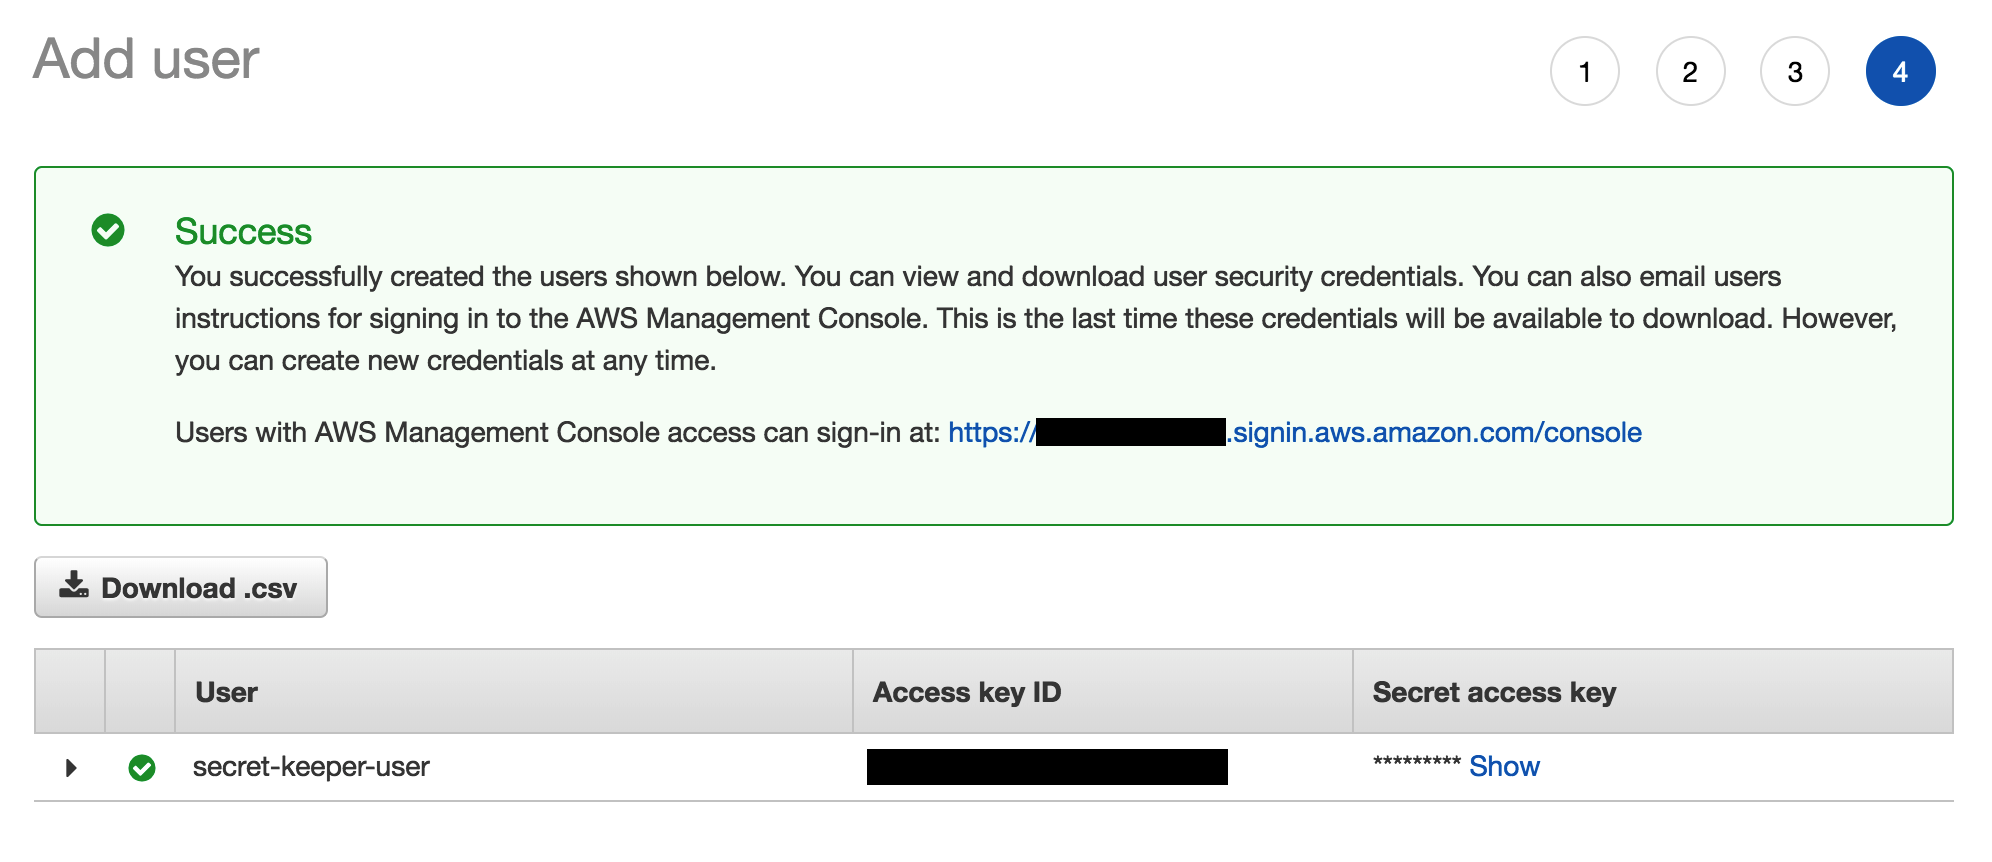 Add user
1 2 3 4
Success
You successfully created the users shown below. You can view and download user security credentials. You can also email users
instructions for signing in to the AWS Management Console. This is the last time these credentials will be available to download. However,
you can create new credentials at any time.
Users with AWS Management Console access can sign-in at: https:// .signin.aws.amazon.com/console
Download .csv
User Access key ID Secret access key
secret-keeper-user ********* Show